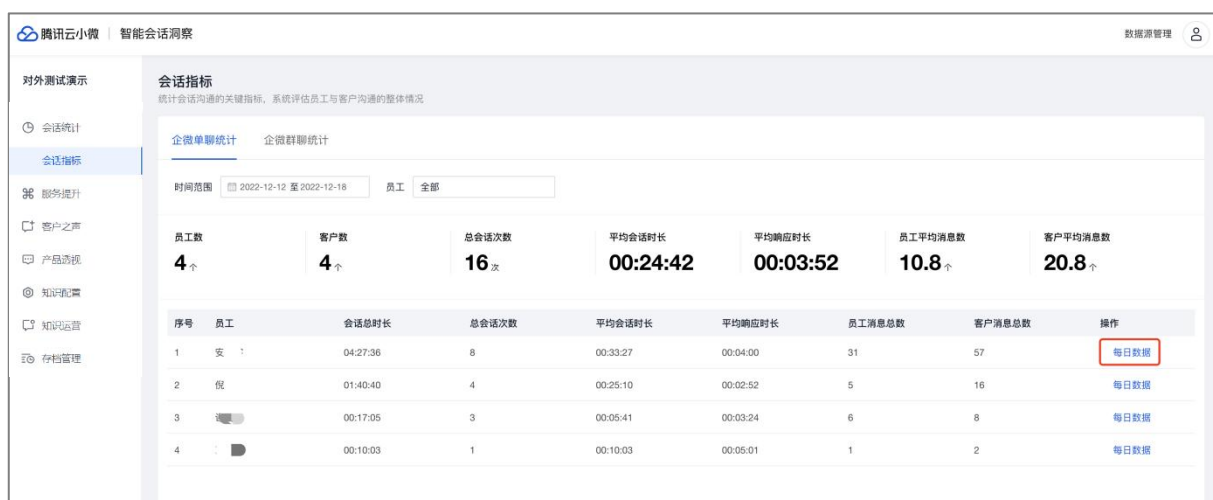 腾讯云小微 | 智能会话洞察 数据源管理
对外测试演示
会话统计
会话指标
服务提升
客户之声
产品透视
知识配置
知识运营
存档管理
会话指标
统计会话沟通的关键指标，系统评估员工与客户沟通的整体情况
企微单聊统计 企微群聊统计
时间范围 2022-12-12 至 2022-12-18 员工 全部
员工数 客户数 总会话次数 平均会话时长 平均响应时长 员工平均消息数 客户平均消息数
4个 4个 16次 00:24:42 00:03:52 10.8个 20.8个
序号 员工 会话总时长 总会话次数 平均会话时长 平均响应时长 员工消息总数 客户消息总数 操作
1 安 04:27:36 8 00:33:27 00:04:00 31 57 每日数据
2 倪 01:40:40 4 00:25:10 00:02:52 5 16 每日数据
3 00:17:05 3 00:05:41 00:03:24 6 8 每日数据
4 00:10:03 1 00:10:03 00:05:01 1 2 每日数据